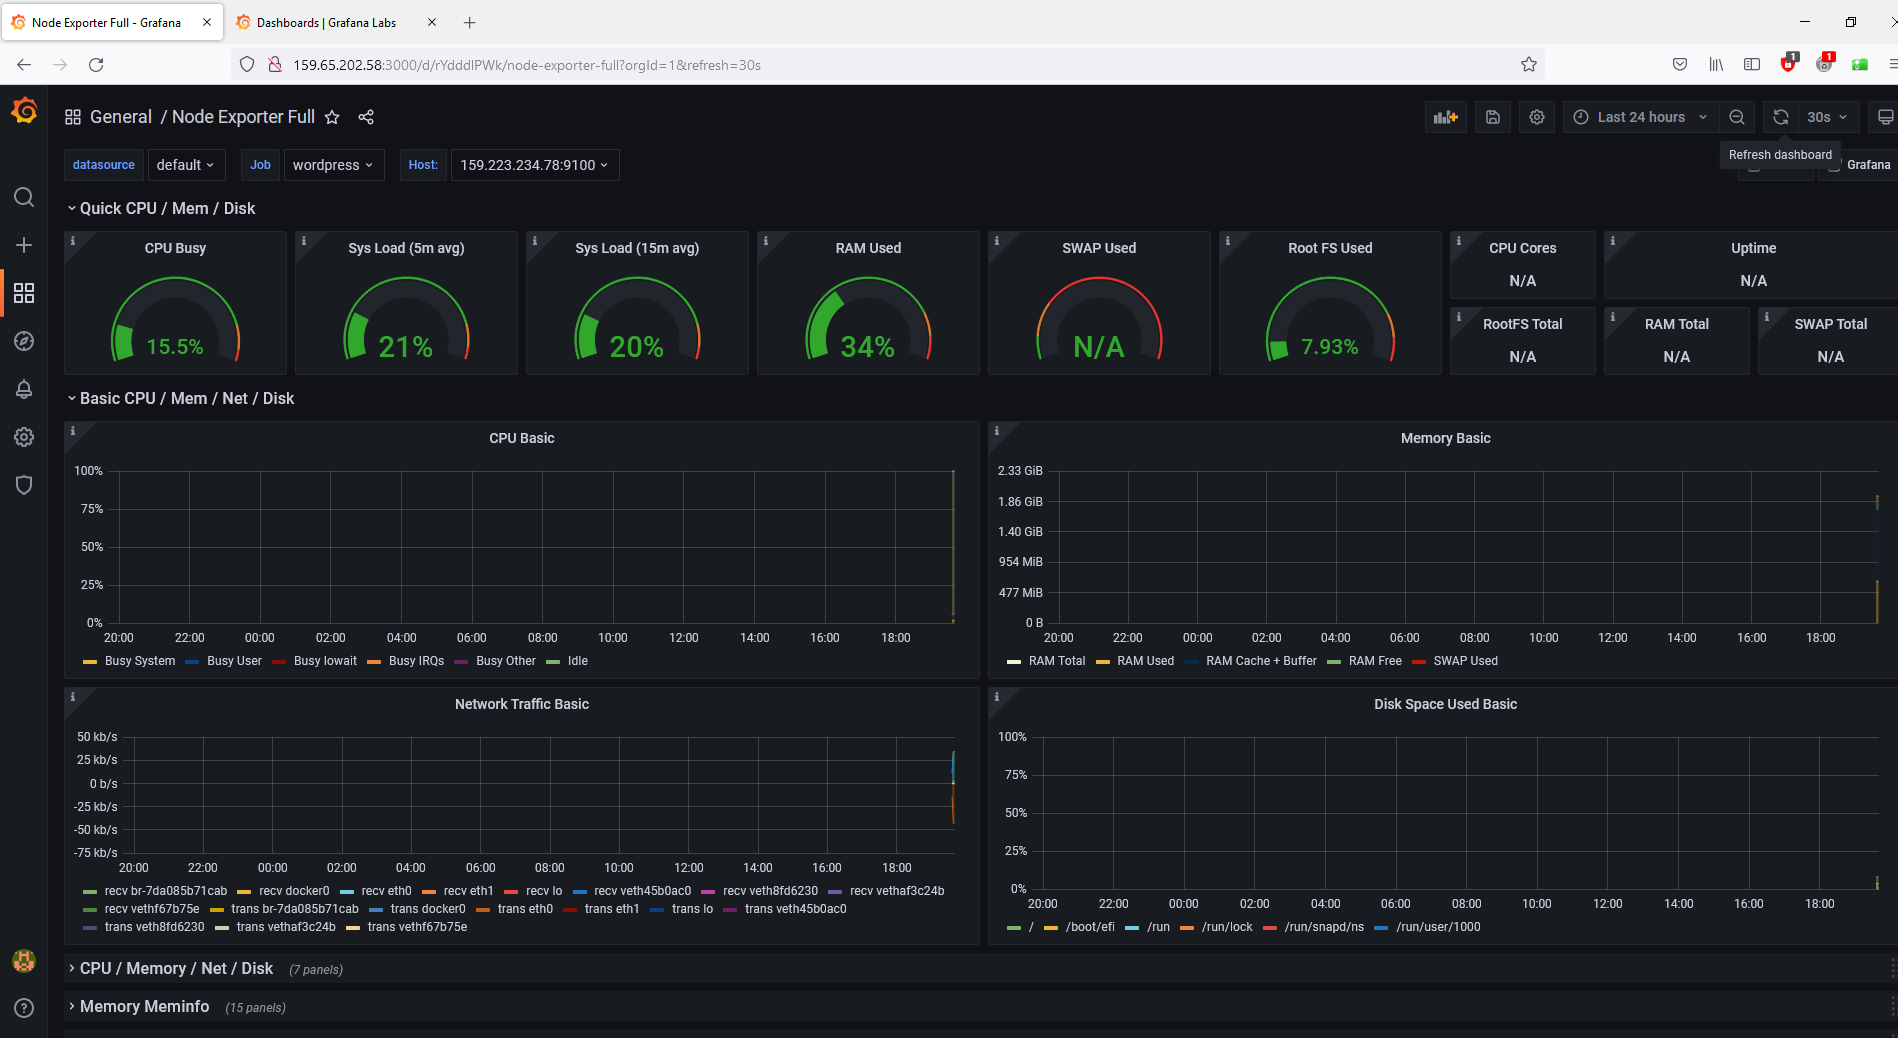 Node Exporter Full - Grafana
Dashboards | Grafana Labs
159.65.202.58:3000/d/rYdddlPWk/node-exporter-full?orgId=1&refresh=30s
1
1
General / Node Exporter Full
Last 24 hours
30s
Refresh dashboard
datasource default
Job wordpress
Host: 159.223.234.78:9100
Grafana
Quick CPU / Mem / Disk
CPU Busy
15.5%
Sys Load (5m avg)
21%
Sys Load (15m avg)
20%
RAM Used
34%
SWAP Used
N/A
Root FS Used
7.93%
CPU Cores
N/A
Uptime
N/A
RootFS Total
N/A
RAM Total
N/A
SWAP Total
N/A
Basic CPU / Mem / Net / Disk
CPU Basic
100%
75%
50%
25%
0%
20:00 22:00 00:00 02:00 04:00 06:00 08:00 10:00 12:00 14:00 16:00 18:00
Busy System Busy User Busy Iowait Busy IRQs Busy Other Idle
Memory Basic
2.33 GiB
1.86 GiB
1.40 GiB
954 MiB
477 MiB
0 B
20:00 22:00 00:00 02:00 04:00 06:00 08:00 10:00 12:00 14:00 16:00 18:00
RAM Total RAM Used RAM Cache + Buffer RAM Free SWAP Used
Network Traffic Basic
50 kb/s
25 kb/s
0 b/s
-25 kb/s
-50 kb/s
-75 kb/s
20:00 22:00 00:00 02:00 04:00 06:00 08:00 10:00 12:00 14:00 16:00 18:00
recv br-7da085b71cab recv docker0 recv eth0 recv eth1 recv lo recv veth45b0ac0 recv veth8fd6230 recv vethaf3c24b
recv vethf67b75e trans br-7da085b71cab trans docker0 trans eth0 trans eth1 trans lo trans veth45b0ac0
trans veth8fd6230 trans vethaf3c24b trans vethf67b75e
Disk Space Used Basic
100%
75%
50%
25%
0%
20:00 22:00 00:00 02:00 04:00 06:00 08:00 10:00 12:00 14:00 16:00 18:00
/ /boot/efi /run /run/lock /run/snapd/ns /run/user/1000
CPU / Memory / Net / Disk (7 panels)
Memory Meminfo (15 panels)